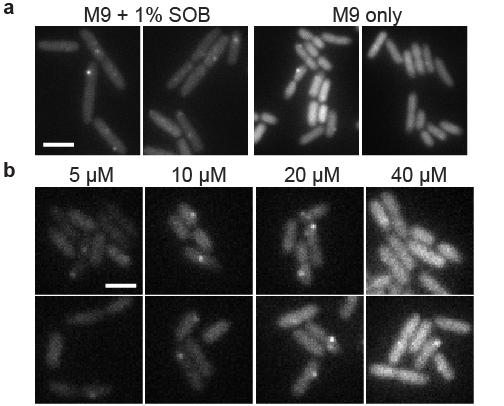 a
M9 + 1% SOB M9 only
b
5 µM 10 µM 20 µM 40 µM